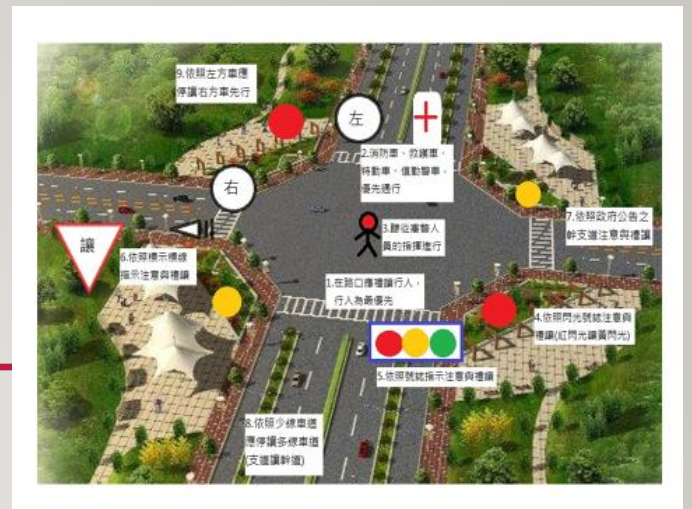 9.依照左方車應
停讓右方車先行
左
2.消防車、救護車、
特勤車、值勤警車,
優先通行
右
3.聽從憲警人
員的指揮進行
7.依照政府公告之
幹支道注意與禮讓
讓
6.依照標示標線
指示注意與禮讓
1.在路口應禮讓行人,
行人為最優先
4.依照閃光號誌注意與
禮讓(紅閃光讓黃閃光)
5.依照號誌指示注意與禮讓
8.依照少線車道
應停讓多線車道
(支道讓幹道)